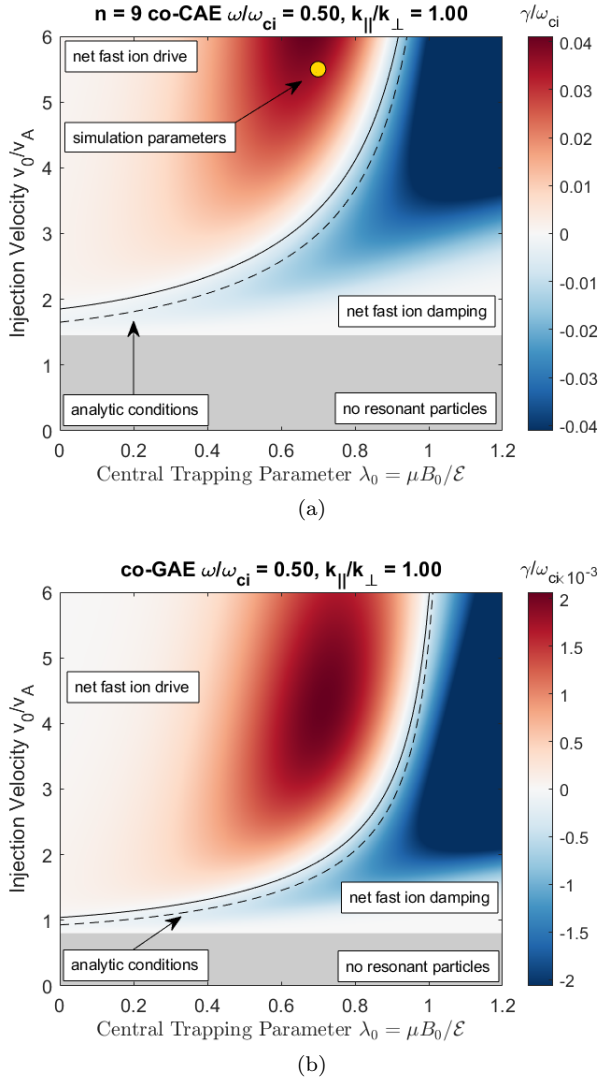 n = 9 co-CAE ω/ω_ci = 0.50, k_||/k_⊥ = 1.00
γ/ω_ci
net fast ion drive
simulation parameters
net fast ion damping
analytic conditions
no resonant particles
Injection Velocity v_0/v_A
6
5
4
3
2
1
0
0 0.2 0.4 0.6 0.8 1 1.2
Central Trapping Parameter λ_0 = μB_0/ℰ
0.04
0.03
0.02
0.01
0
-0.01
-0.02
-0.03
-0.04
(a)
co-GAE ω/ω_ci = 0.50, k_||/k_⊥ = 1.00
γ/ω_ci ×10^-3
net fast ion drive
net fast ion damping
analytic conditions
no resonant particles
Injection Velocity v_0/v_A
6
5
4
3
2
1
0
0 0.2 0.4 0.6 0.8 1 1.2
Central Trapping Parameter λ_0 = μB_0/ℰ
2
1.5
1
0.5
0
-0.5
-1
-1.5
-2
(b)